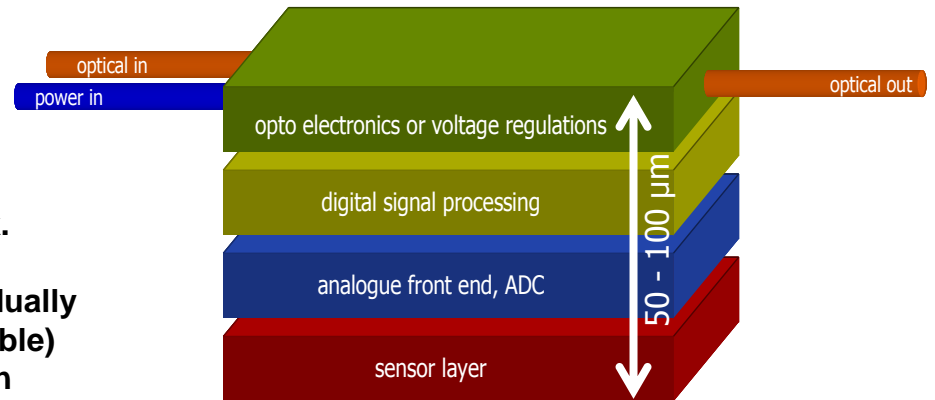 optical in
power in
optical out
opto electronics or voltage regulations
digital signal processing
analogue front end, ADC
sensor layer
50 - 100 µm